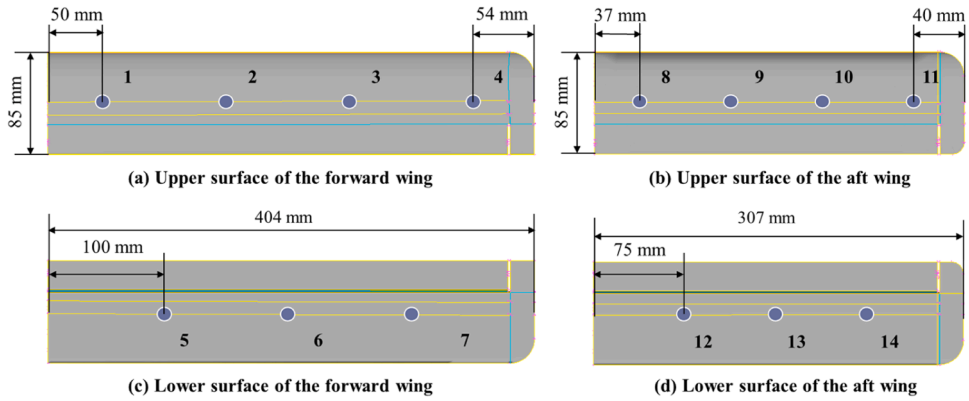 50 mm
54 mm
85 mm
1
2
3
4
(a) Upper surface of the forward wing
37 mm
40 mm
85 mm
8
9
10
11
(b) Upper surface of the aft wing
404 mm
100 mm
5
6
7
(c) Lower surface of the forward wing
307 mm
75 mm
12
13
14
(d) Lower surface of the aft wing